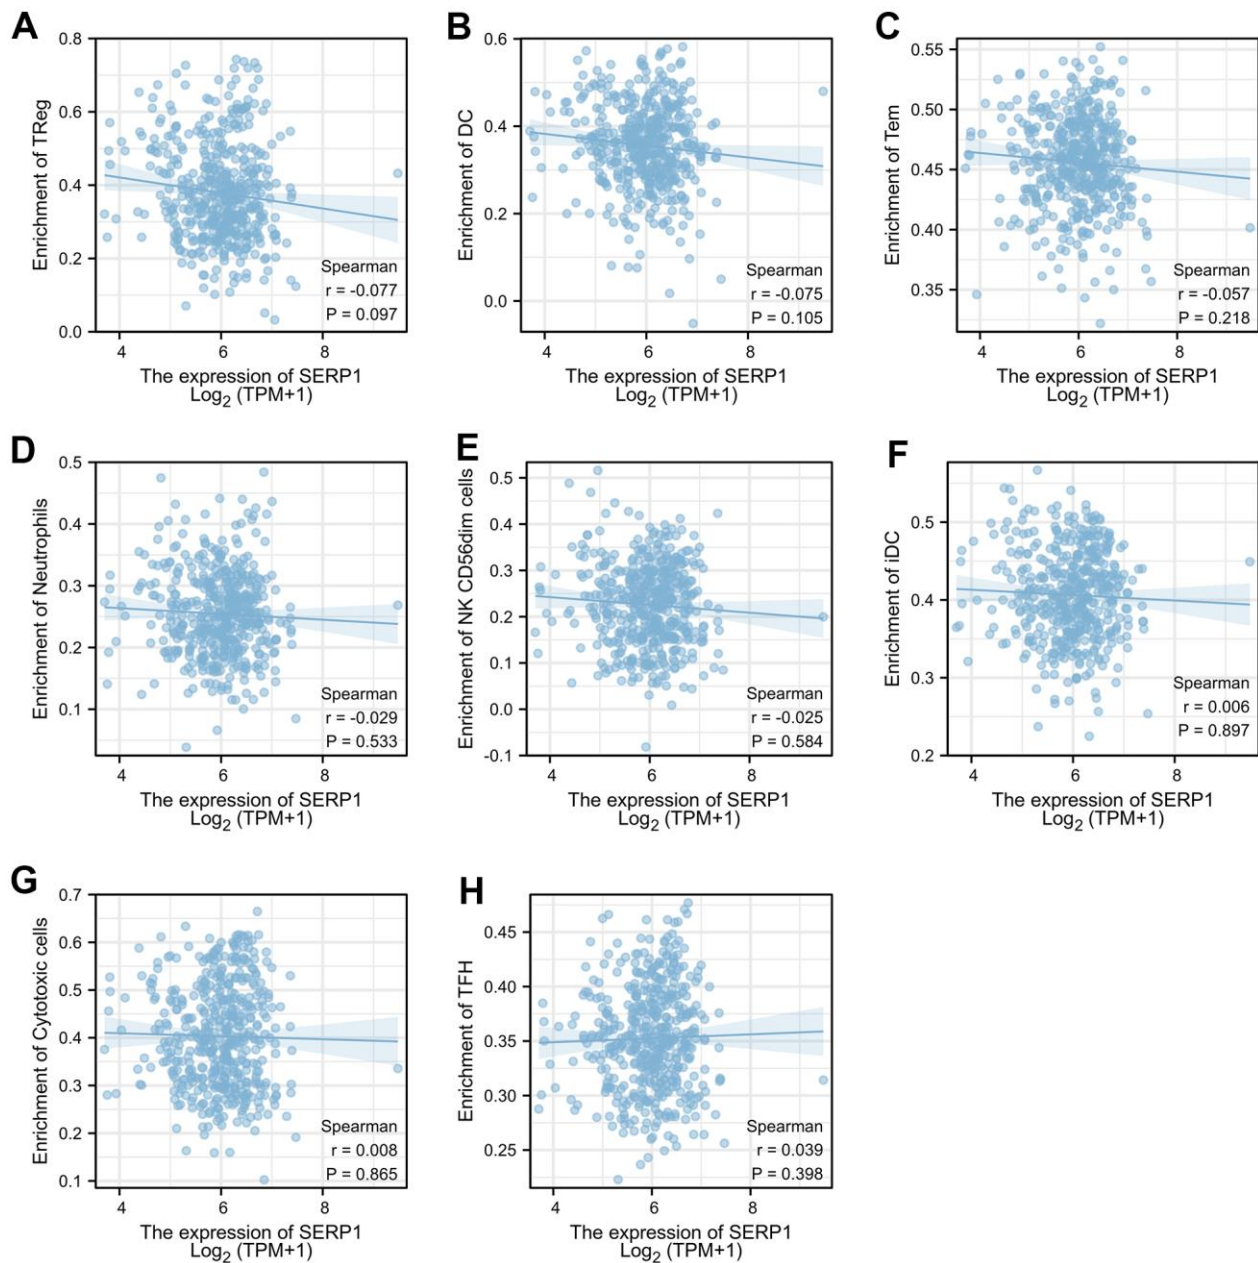 A
Enrichment of TReg
0.8
0.6
0.4
0.2
0.0
Spearman
r = -0.077
P = 0.097
4 6 8
The expression of SERP1
Log2 (TPM+1)
B
Enrichment of DC
0.6
0.4
0.2
0.0
Spearman
r = -0.075
P = 0.105
4 6 8
The expression of SERP1
Log2 (TPM+1)
C
Enrichment of Tem
0.55
0.50
0.45
0.40
0.35
Spearman
r = -0.057
P = 0.218
4 6 8
The expression of SERP1
Log2 (TPM+1)
D
Enrichment of Neutrophils
0.5
0.4
0.3
0.2
0.1
Spearman
r = -0.029
P = 0.533
4 6 8
The expression of SERP1
Log2 (TPM+1)
E
Enrichment of NK CD56dim cells
0.5
0.4
0.3
0.2
0.1
0.0
-0.1
Spearman
r = -0.025
P = 0.584
4 6 8
The expression of SERP1
Log2 (TPM+1)
F
Enrichment of iDC
0.5
0.4
0.3
0.2
Spearman
r = 0.006
P = 0.897
4 6 8
The expression of SERP1
Log2 (TPM+1)
G
Enrichment of Cytotoxic cells
0.7
0.6
0.5
0.4
0.3
0.2
0.1
Spearman
r = 0.008
P = 0.865
4 6 8
The expression of SERP1
Log2 (TPM+1)
H
Enrichment of TFH
0.45
0.40
0.35
0.30
0.25
Spearman
r = 0.039
P = 0.398
4 6 8
The expression of SERP1
Log2 (TPM+1)